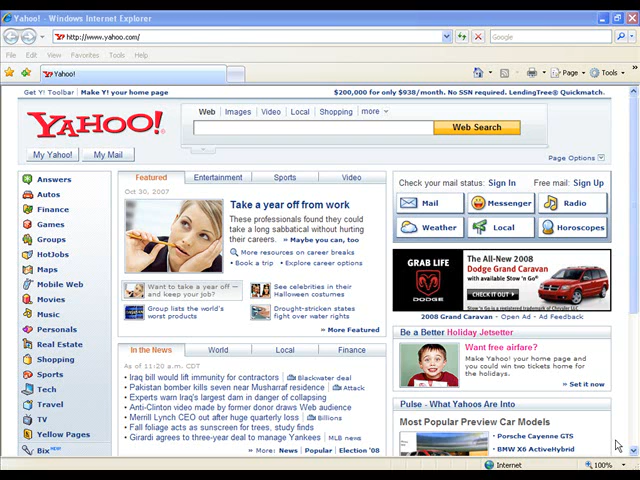 Yahoo! - Windows Internet Explorer
http://www.yahoo.com/
Google
File Edit View Favorites Tools Help
Yahoo!
Page Tools
Get Y! Toolbar Make Y! your home page
$200,000 for only $938/month. No SSN required. LendingTree® Quickmatch.
YAHOO!
Web Images Video Local Shopping more
Web Search
My Yahoo! My Mail
Page Options
Answers
Autos
Finance
Games
Groups
HotJobs
Maps
Mobile Web
Movies
Music
Personals
Real Estate
Shopping
Sports
Tech
Travel
TV
Yellow Pages
Bix NEW!
Featured Entertainment Sports Video
Oct 30, 2007
Take a year off from work
These professionals found they could
take a long sabbatical without hurting
their careers. » Maybe you can, too
More resources on career breaks
• Book a trip • Explore career options
Want to take a year off —
and keep your job?
See celebrities in their
Halloween costumes
Group lists the world's
worst products
Drought-stricken states
fight over water rights
» More Featured
In the News World Local Finance
As of 11:20 a.m. CDT
• Iraq bill would lift immunity for contractors | Blackwater deal
• Pakistan bomber kills seven near Musharraf residence | Attack
• Experts warn Iraq's largest dam in danger of collapsing
• Anti-Clinton video made by former donor draws Web audience
• Merrill Lynch CEO out after huge quarterly loss | Billions
• Fall foliage acts as sunscreen for trees, study finds
• Girardi agrees to three-year deal to manage Yankees | MLB news
» More: News | Popular | Election '08
Check your mail status: Sign In Free mail: Sign Up
Mail Messenger Radio
Weather Local Horoscopes
GRAB LIFE
DODGE
The All-New 2008
Dodge Grand Caravan
with available Stow 'n Go®
CHECK IT OUT
2008 Grand Caravan - Open Ad - Ad Feedback
Be a Better Holiday Jetsetter
Want free airfare?
Make Yahoo! your home page and
you could win two tickets home for
the holidays.
» Set it now
Pulse - What Yahoos Are Into
Most Popular Preview Car Models
• Porsche Cayenne GTS
• BMW X6 ActiveHybrid
Internet
100%